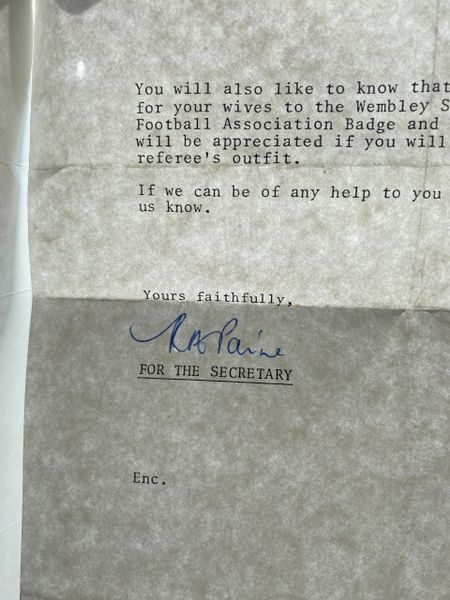 You will also like to know that
for your wives to the Wembley S
Football Association Badge and
will be appreciated if you will
referee's outfit.
If we can be of any help to you
us know.
Yours faithfully,
RA Paine
FOR THE SECRETARY
Enc.